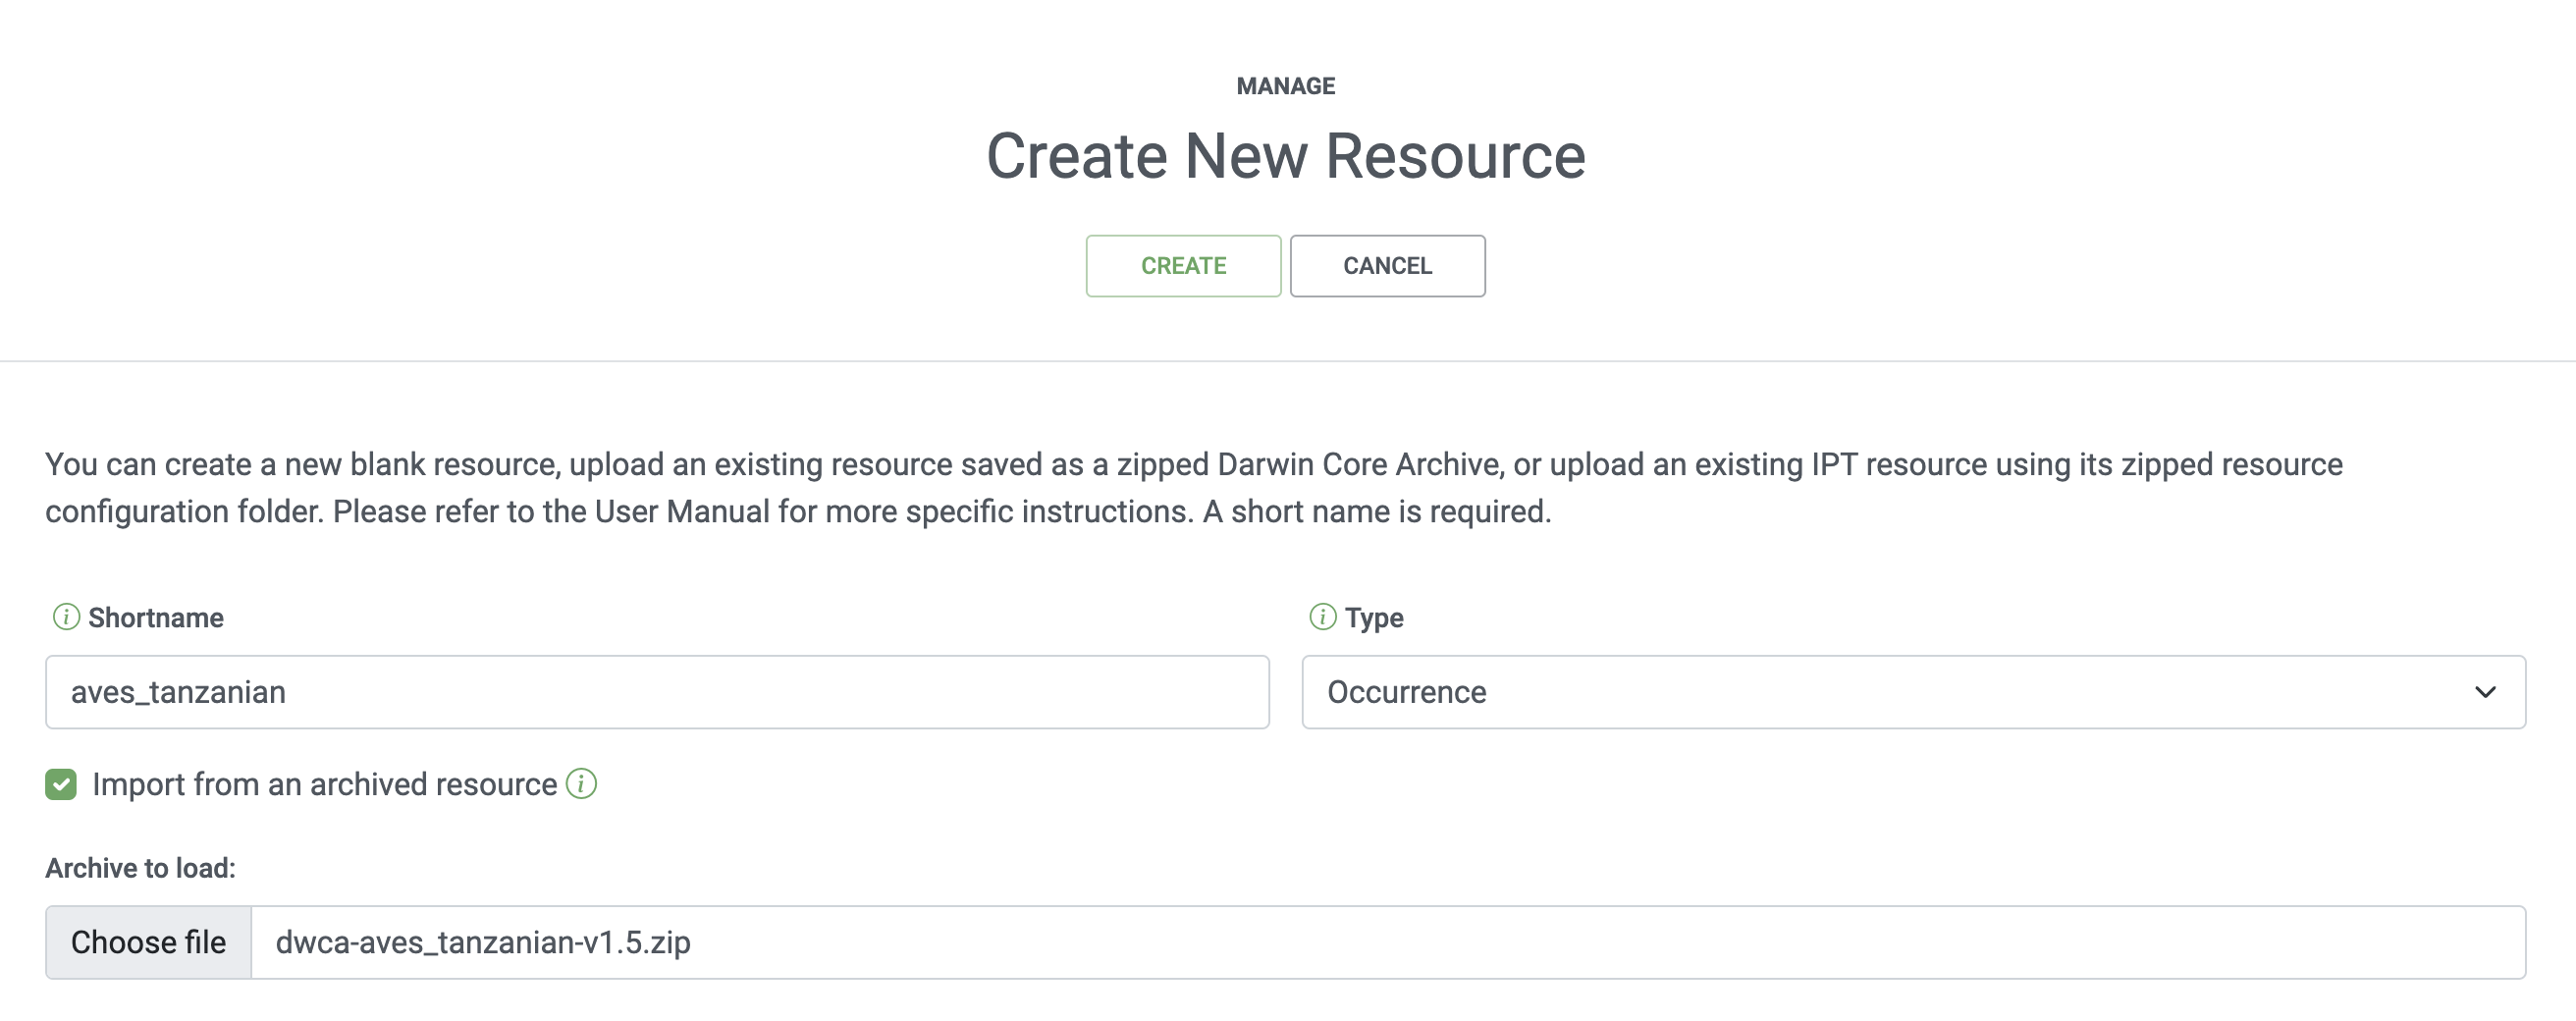 MANAGE
Create New Resource
CREATE CANCEL
You can create a new blank resource, upload an existing resource saved as a zipped Darwin Core Archive, or upload an existing IPT resource using its zipped resource
configuration folder. Please refer to the User Manual for more specific instructions. A short name is required.
i Shortname
i Type
aves_tanzanian
Occurrence
Import from an archived resource i
Archive to load:
Choose file dwca-aves_tanzanian-v1.5.zip